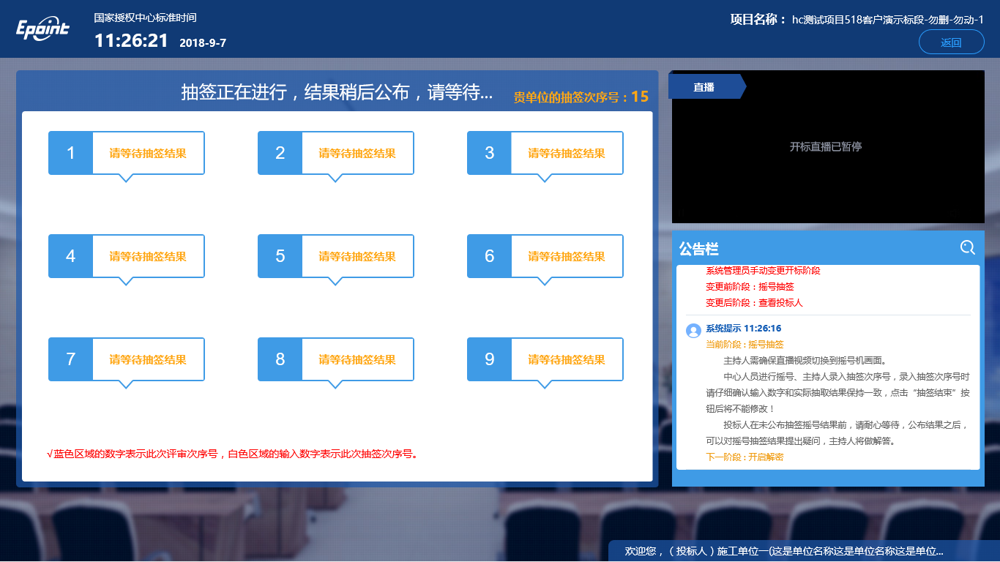 Epoint
国家授权中心标准时间
11:26:21 2018-9-7
项目名称： hc测试项目518客户演示标段-勿删-勿动-1
返回
抽签正在进行，结果稍后公布，请等待...
贵单位的抽签次序号：15
1 请等待抽签结果
2 请等待抽签结果
3 请等待抽签结果
4 请等待抽签结果
5 请等待抽签结果
6 请等待抽签结果
7 请等待抽签结果
8 请等待抽签结果
9 请等待抽签结果
√蓝色区域的数字表示此次评审次序号，白色区域的输入数字表示此次抽签次序号。
直播
开标直播已暂停
公告栏
系统管理员手动变更开标阶段
变更前阶段：摇号抽签
变更后阶段：查看投标人
系统提示 11:26:16
当前阶段：摇号抽签
主持人需确保直播视频切换到摇号机画面。
中心人员进行摇号、主持人录入抽签次序号，录入抽签次序号时
请仔细确认输入数字和实际抽取结果保持一致，点击“抽签结束”按
钮后将不能修改！
投标人在未公布抽签摇号结果前，请耐心等待，公布结果之后，
可以对摇号抽签结果提出疑问，主持人将做解答。
下一阶段：开启解密
欢迎您，（投标人）施工单位一(这是单位名称这是单位名称这是单位...